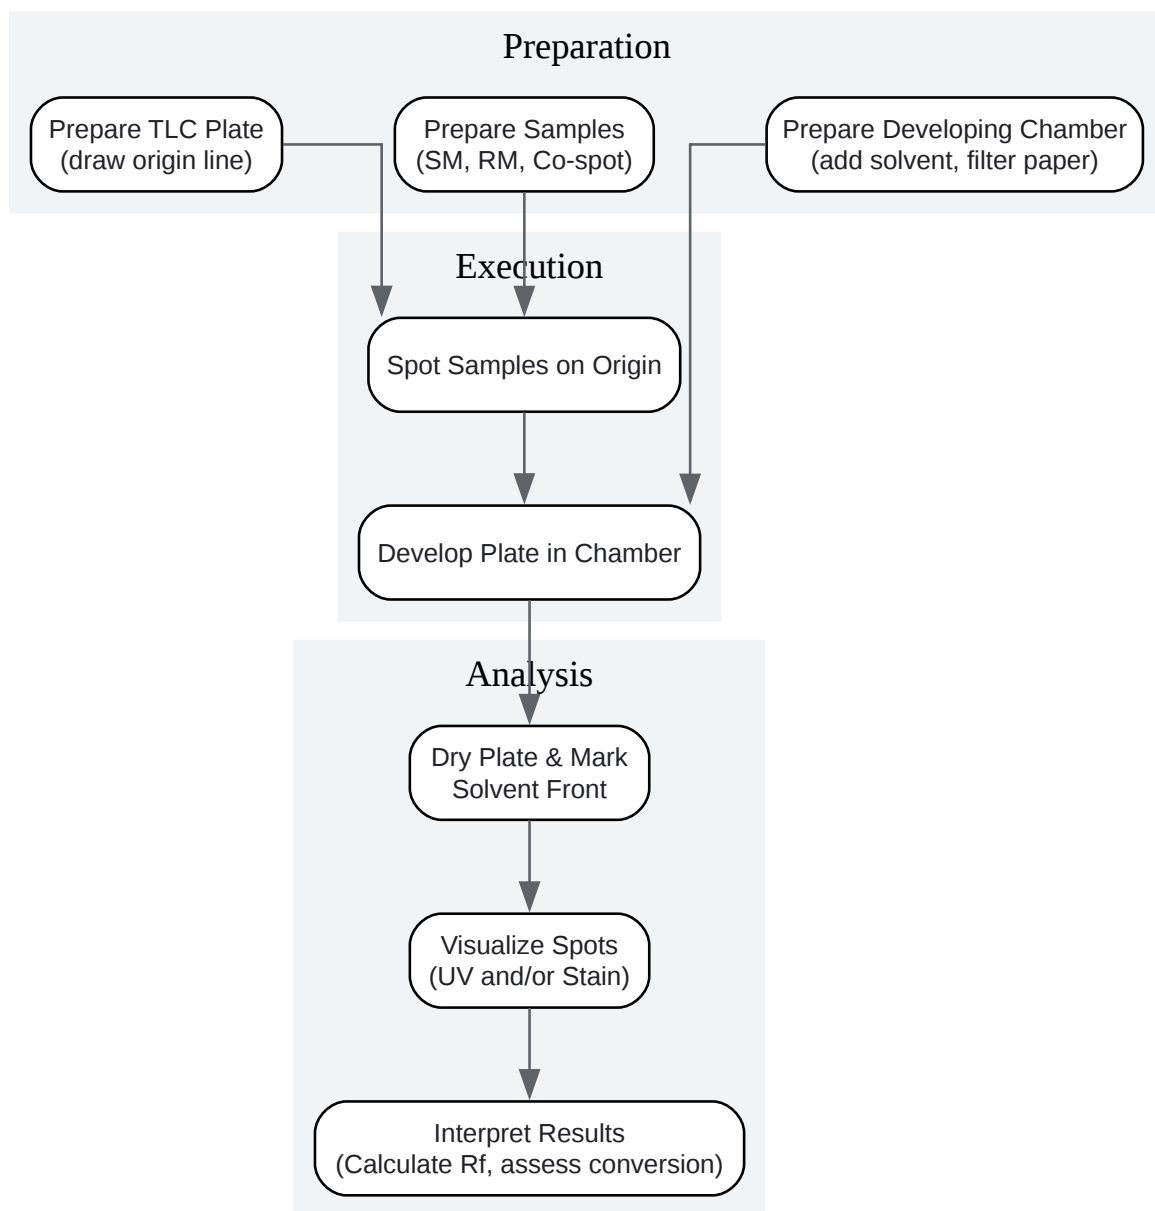 Preparation
Prepare TLC Plate
(draw origin line)
Prepare Samples
(SM, RM, Co-spot)
Prepare Developing Chamber
(add solvent, filter paper)
Execution
Spot Samples on Origin
Develop Plate in Chamber
Analysis
Dry Plate & Mark
Solvent Front
Visualize Spots
(UV and/or Stain)
Interpret Results
(Calculate Rf, assess conversion)